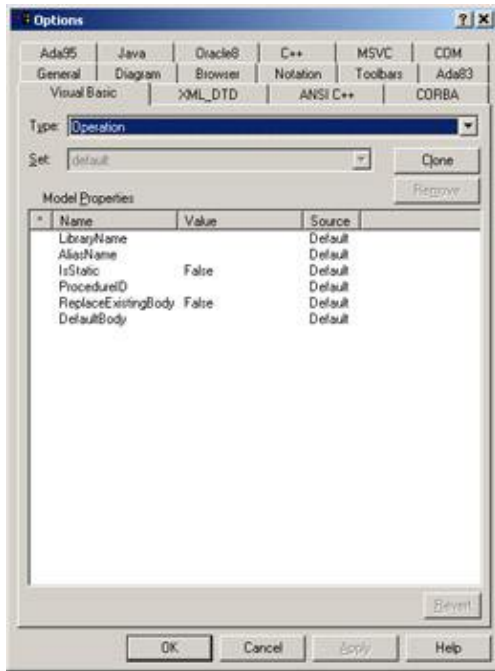 Options
Ada95 Java Oracle8 C++ MSVC COM
General Diagram Browser Notation Toolbars Ada83
Visual Basic XML_DTD ANSI C++ CORBA
Type: Operation
Set: default Clone
Remove
Model Properties
* Name Value Source
LibraryName Default
AliasName Default
IsStatic False Default
ProcedureID Default
ReplaceExistingBody False Default
DefaultBody Default
Revert
OK Cancel Apply Help